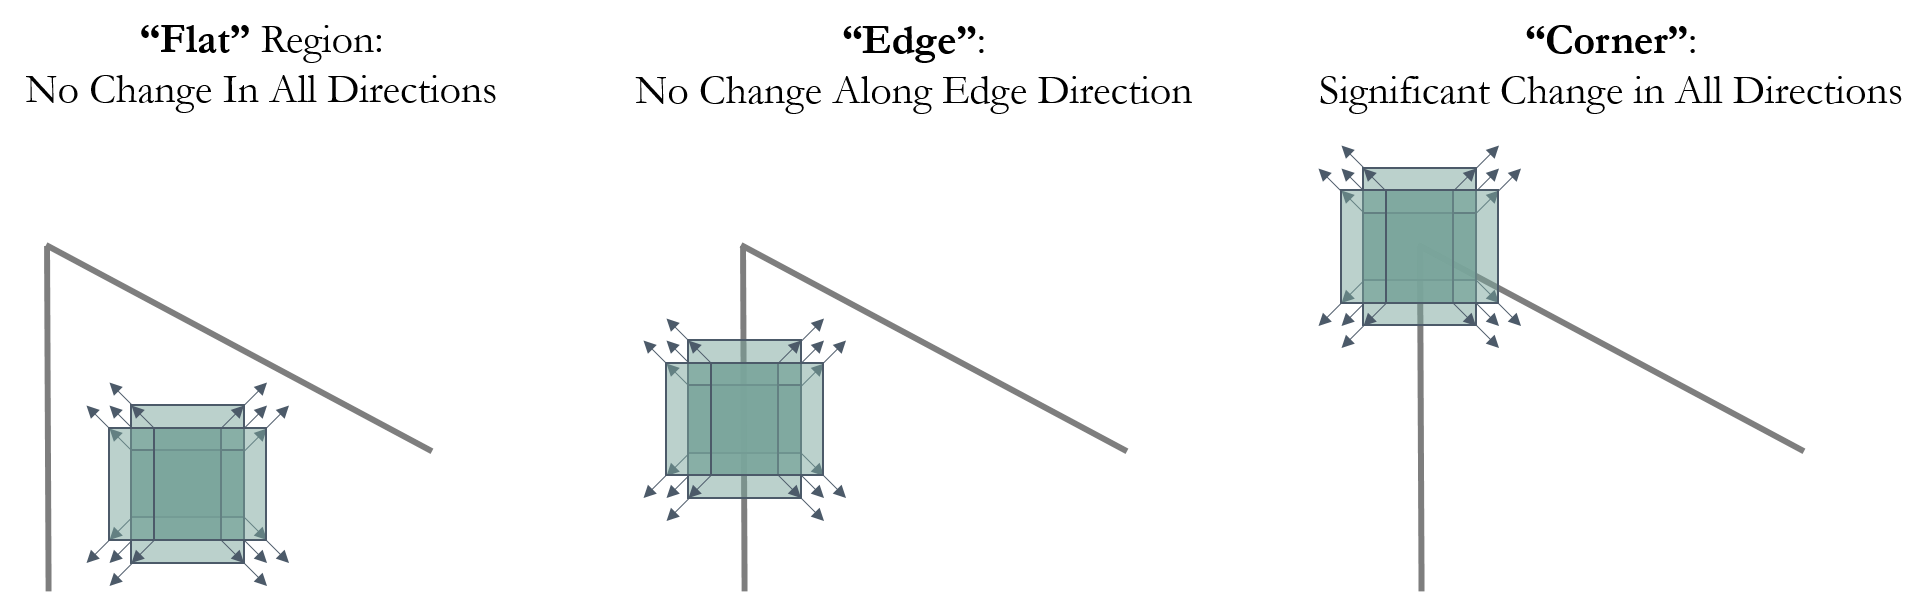 “Flat” Region:
No Change In All Directions
“Edge”:
No Change Along Edge Direction
“Corner”:
Significant Change in All Directions